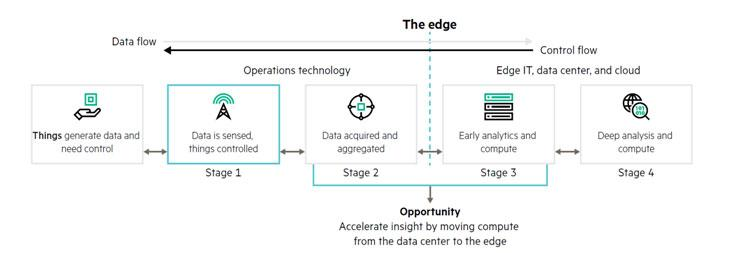 The edge
Data flow
Control flow
Operations technology
Edge IT, data center, and cloud
Things generate data and
need control
Data is sensed,
things controlled
Data acquired and
aggregated
Early analytics and
compute
101
010
Deep analysis and
compute
Stage 1
Stage 2
Stage 3
Stage 4
Opportunity
Accelerate insight by moving compute
from the data center to the edge